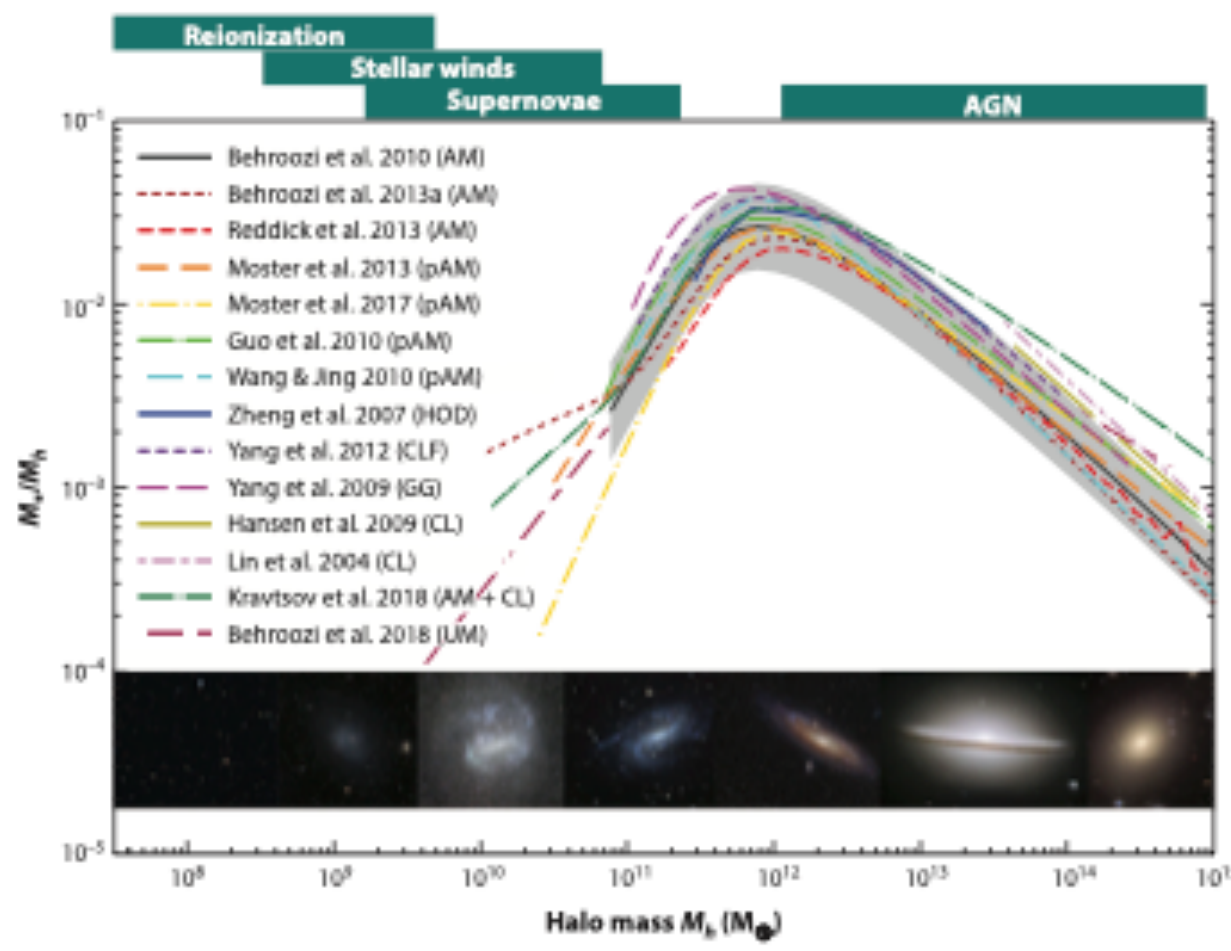 Reionization
Stellar winds
Supernovae
AGN
10⁻¹
Behroozi et al. 2010 (AM)
Behroozi et al. 2013a (AM)
Reddick et al. 2013 (AM)
Moster et al. 2013 (pAM)
Moster et al. 2017 (pAM)
10⁻²
Guo et al. 2010 (pAM)
Wang & Jing 2010 (pAM)
Zheng et al. 2007 (HOD)
Yang et al. 2012 (CLF)
Yang et al. 2009 (GG)
10⁻³
Hansen et al. 2009 (CL)
Lin et al. 2004 (CL)
Kravtsov et al. 2018 (AM + CL)
Behroozi et al. 2018 (UM)
10⁻⁴
10⁻⁵
M*/Mh
10⁸ 10⁹ 10¹⁰ 10¹¹ 10¹² 10¹³ 10¹⁴ 10¹
Halo mass Mh (M☉)